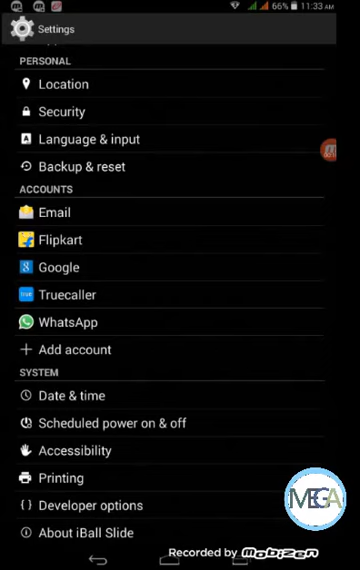 66% 11:33 AM
Settings
PERSONAL
Location
Security
Language & input
Backup & reset
ACCOUNTS
Email
Flipkart
Google
Truecaller
WhatsApp
Add account
SYSTEM
Date & time
Scheduled power on & off
Accessibility
Printing
Developer options
About iBall Slide
MEGA
Recorded by Mobizen